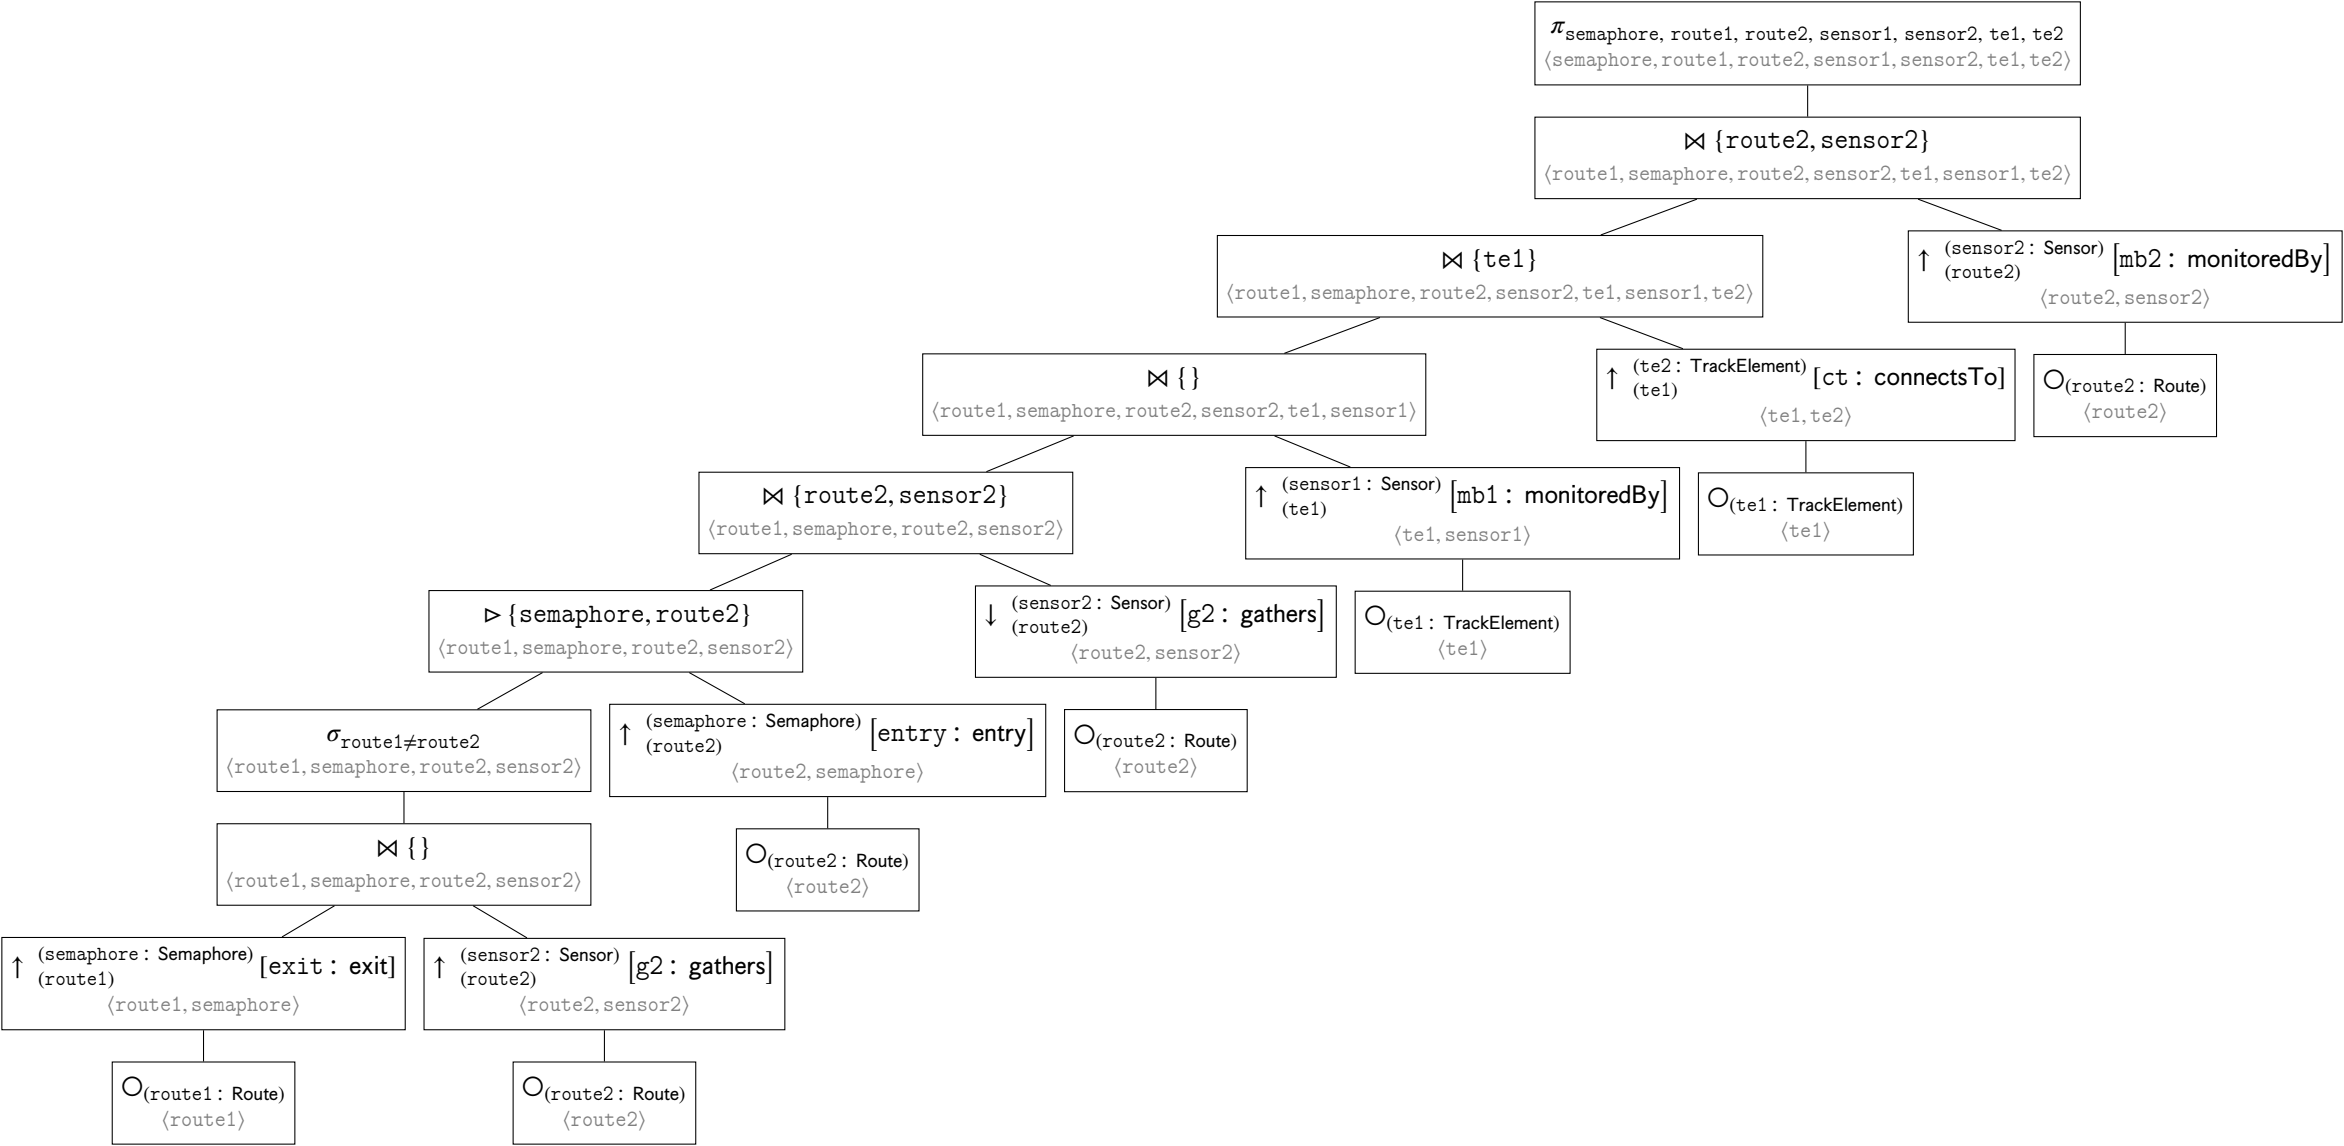 π semaphore, route1, route2, sensor1, sensor2, te1, te2
⟨semaphore, route1, route2, sensor1, sensor2, te1, te2⟩
⋈ {route2, sensor2}
⟨route1, semaphore, route2, sensor2, te1, sensor1, te2⟩
⋈ {te1}
⟨route1, semaphore, route2, sensor2, te1, sensor1, te2⟩
↑ (sensor2: Sensor) (route2) [mb2: monitoredBy]
⟨route2, sensor2⟩
⋈ {}
⟨route1, semaphore, route2, sensor2, te1, sensor1⟩
↑ (te2: TrackElement) (te1) [ct: connectsTo]
⟨te1, te2⟩
○(route2: Route)
⟨route2⟩
⋈ {route2, sensor2}
⟨route1, semaphore, route2, sensor2⟩
↑ (sensor1: Sensor) (te1) [mb1: monitoredBy]
⟨te1, sensor1⟩
○(te1: TrackElement)
⟨te1⟩
▷ {semaphore, route2}
⟨route1, semaphore, route2, sensor2⟩
↓ (sensor2: Sensor) (route2) [g2: gathers]
⟨route2, sensor2⟩
○(te1: TrackElement)
⟨te1⟩
σ route1≠route2
⟨route1, semaphore, route2, sensor2⟩
↑ (semaphore: Semaphore) (route2) [entry: entry]
⟨route2, semaphore⟩
○(route2: Route)
⟨route2⟩
⋈ {}
⟨route1, semaphore, route2, sensor2⟩
○(route2: Route)
⟨route2⟩
↑ (semaphore: Semaphore) (route1) [exit: exit]
⟨route1, semaphore⟩
↑ (sensor2: Sensor) (route2) [g2: gathers]
⟨route2, sensor2⟩
○(route1: Route)
⟨route1⟩
○(route2: Route)
⟨route2⟩